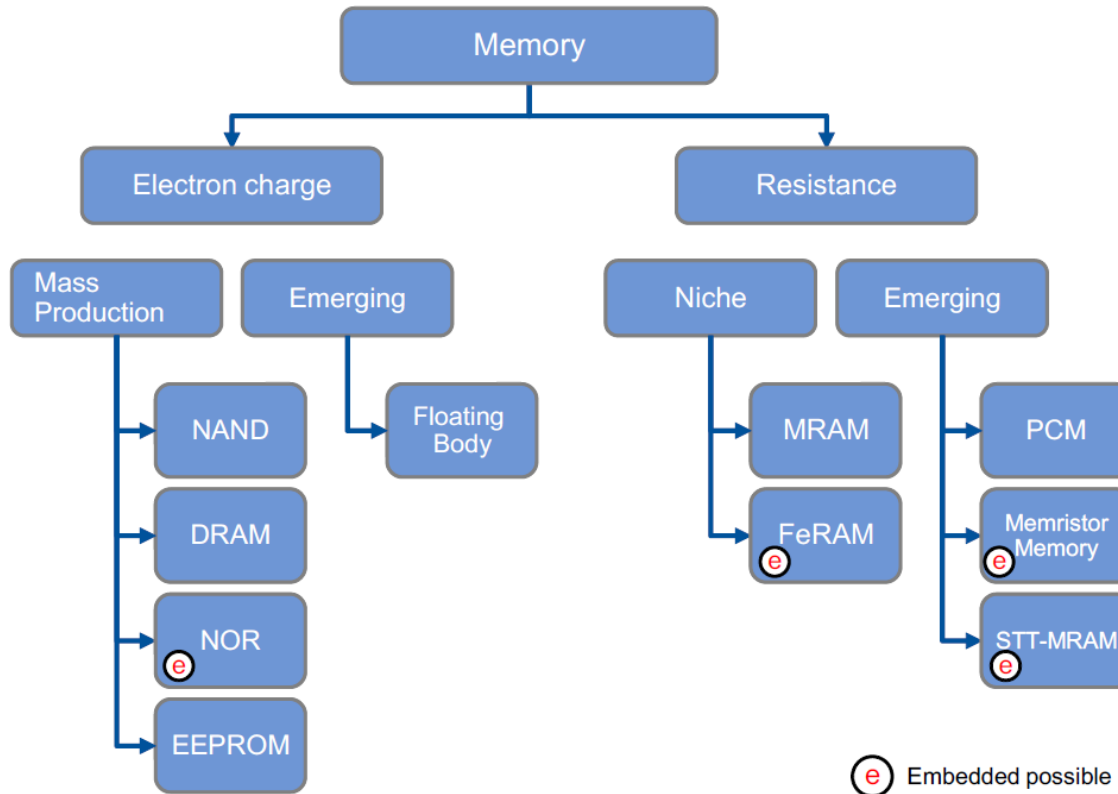 Memory
Electron charge
Resistance
Mass
Production
Emerging
Niche
Emerging
NAND
Floating
Body
MRAM
PCM
DRAM
FeRAM
e
Memristor
Memory
e
NOR
e
STT-MRAM
e
EEPROM
e Embedded possible